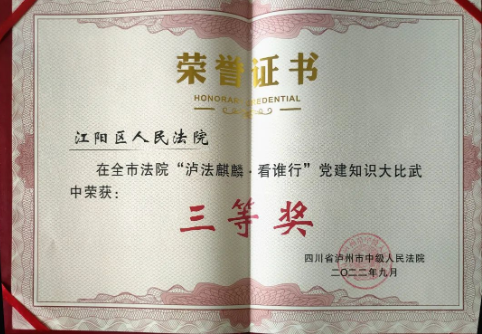 荣誉证书
HONORARY CREDENTIAL
江阳区人民法院
在全市法院“泸法麒麟·看谁行”党建知识大比武
中荣获：
三等奖
四川省泸州市中级人民法院
二〇二二年九月